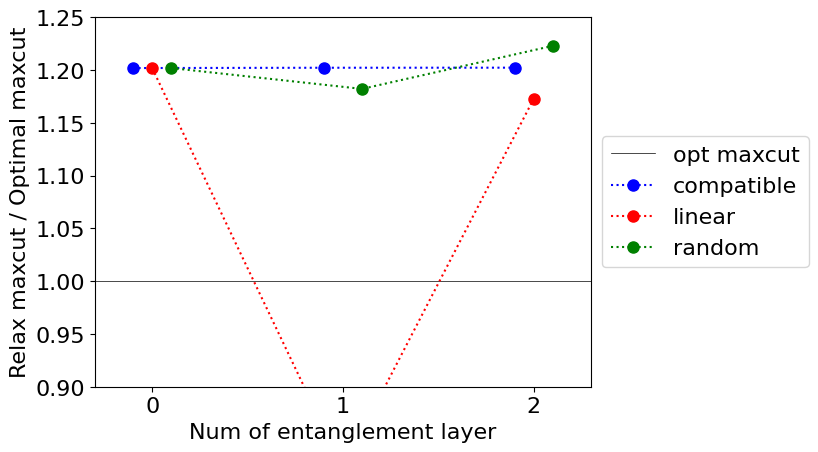 Relax maxcut / Optimal maxcut
1.25
1.20
1.15
1.10
1.05
1.00
0.95
0.90
0
1
2
Num of entanglement layer
opt maxcut
compatible
linear
random